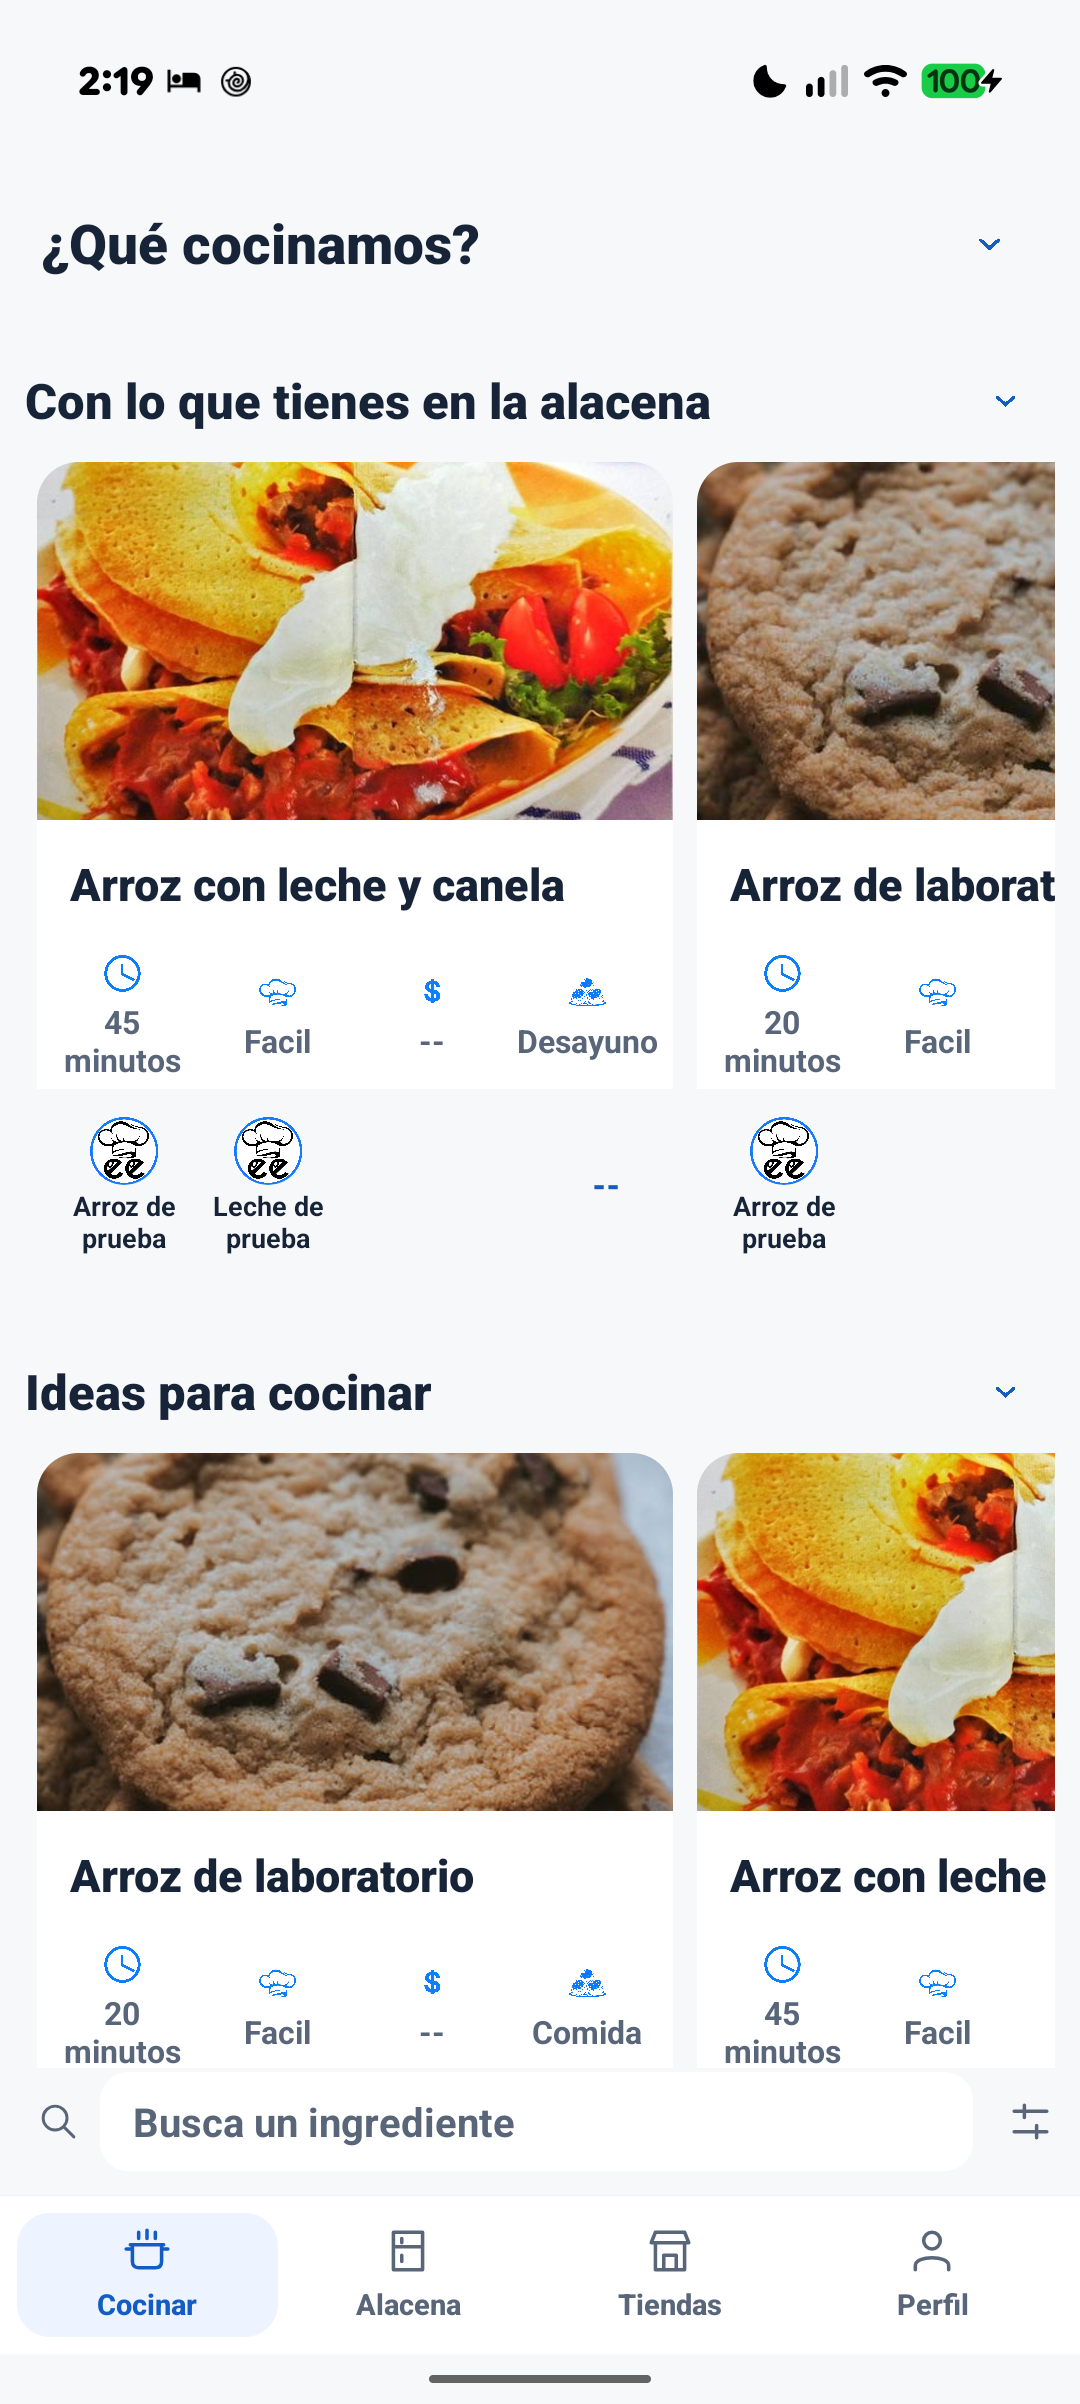 2:19
100
¿Qué cocinamos?
Con lo que tienes en la alacena
Arroz con leche y canela
45
minutos
Facil
$
--
Desayuno
Arroz de laborat
20
minutos
Facil
ee
Arroz de
prueba
ee
Leche de
prueba
--
ee
Arroz de
prueba
Ideas para cocinar
Arroz de laboratorio
20
minutos
Facil
$
--
Comida
Arroz con leche
45
minutos
Facil
Busca un ingrediente
Cocinar
Alacena
Tiendas
Perfil